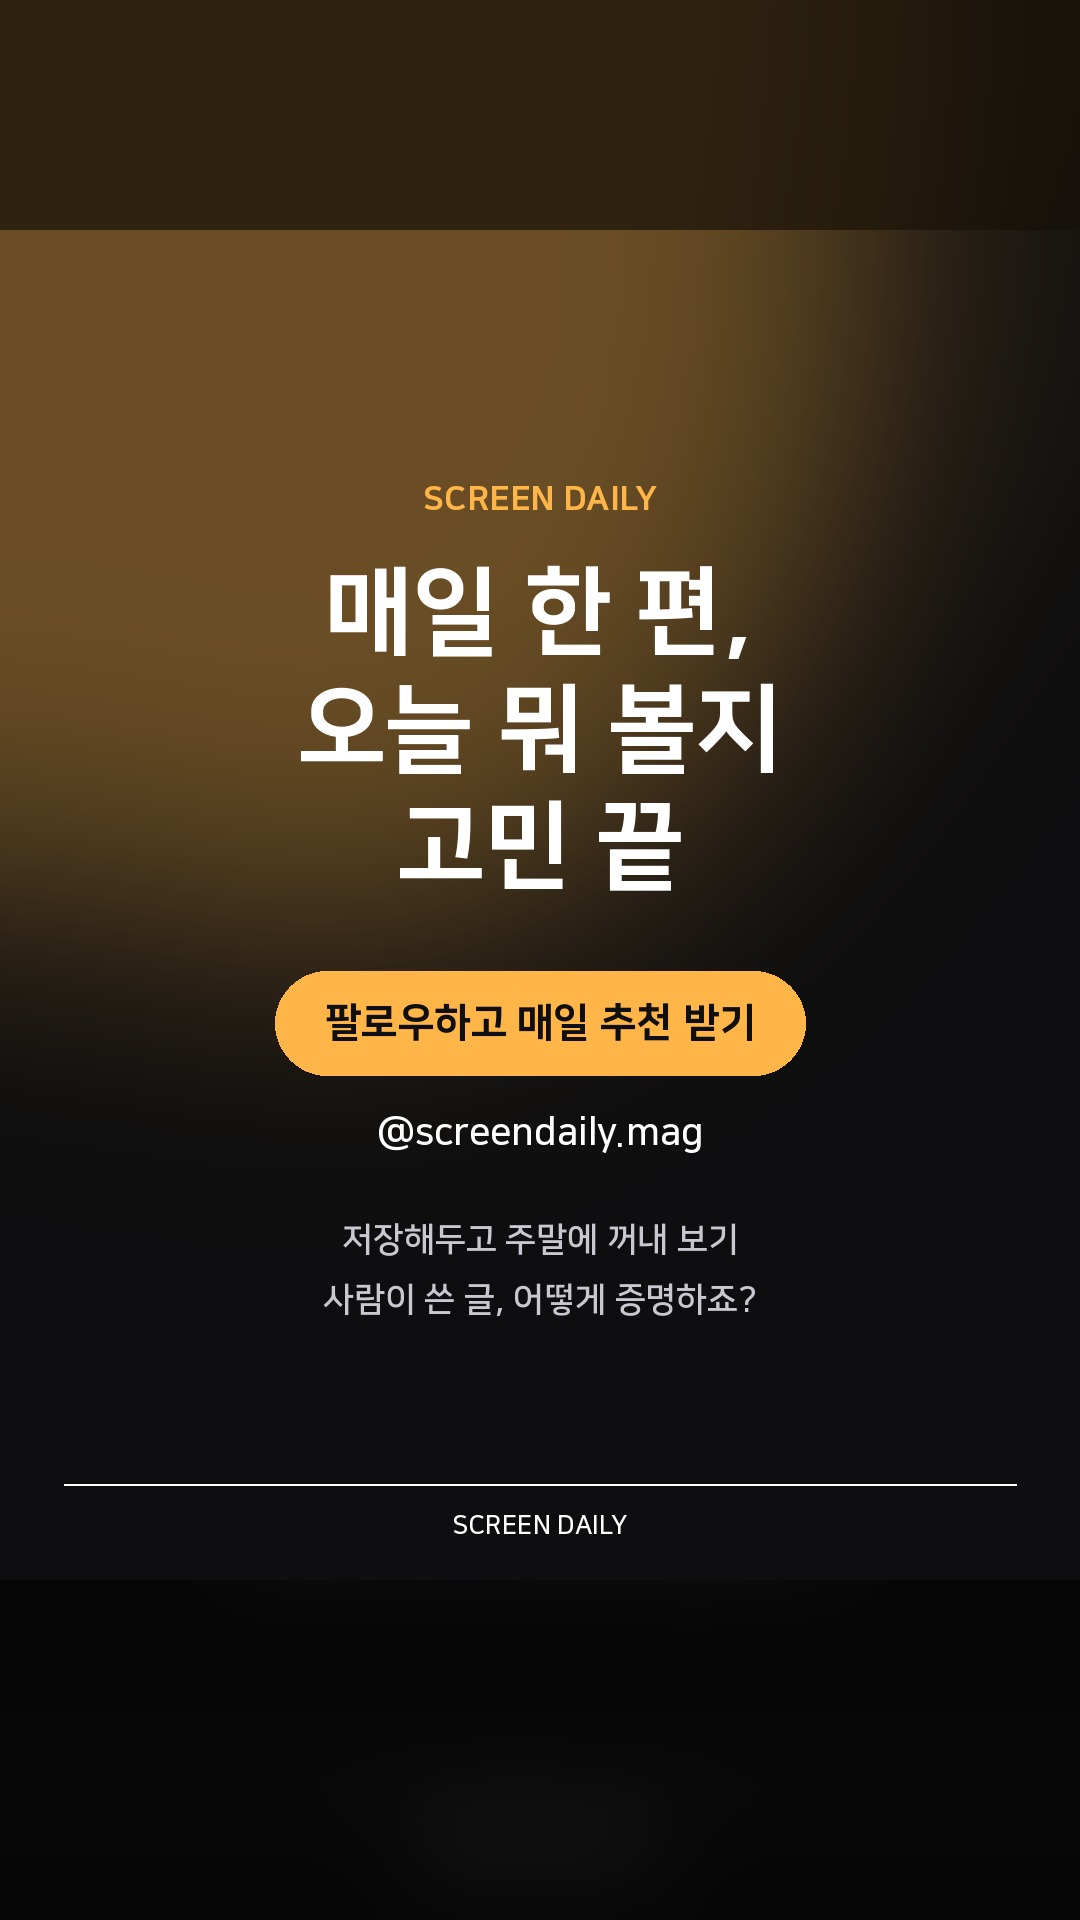 SCREEN DAILY
매일 한 편,
오늘 뭐 볼지
고민 끝
팔로우하고 매일 추천 받기
@screendaily.mag
저장해두고 주말에 꺼내 보기
사람이 쓴 글, 어떻게 증명하죠?
SCREEN DAILY